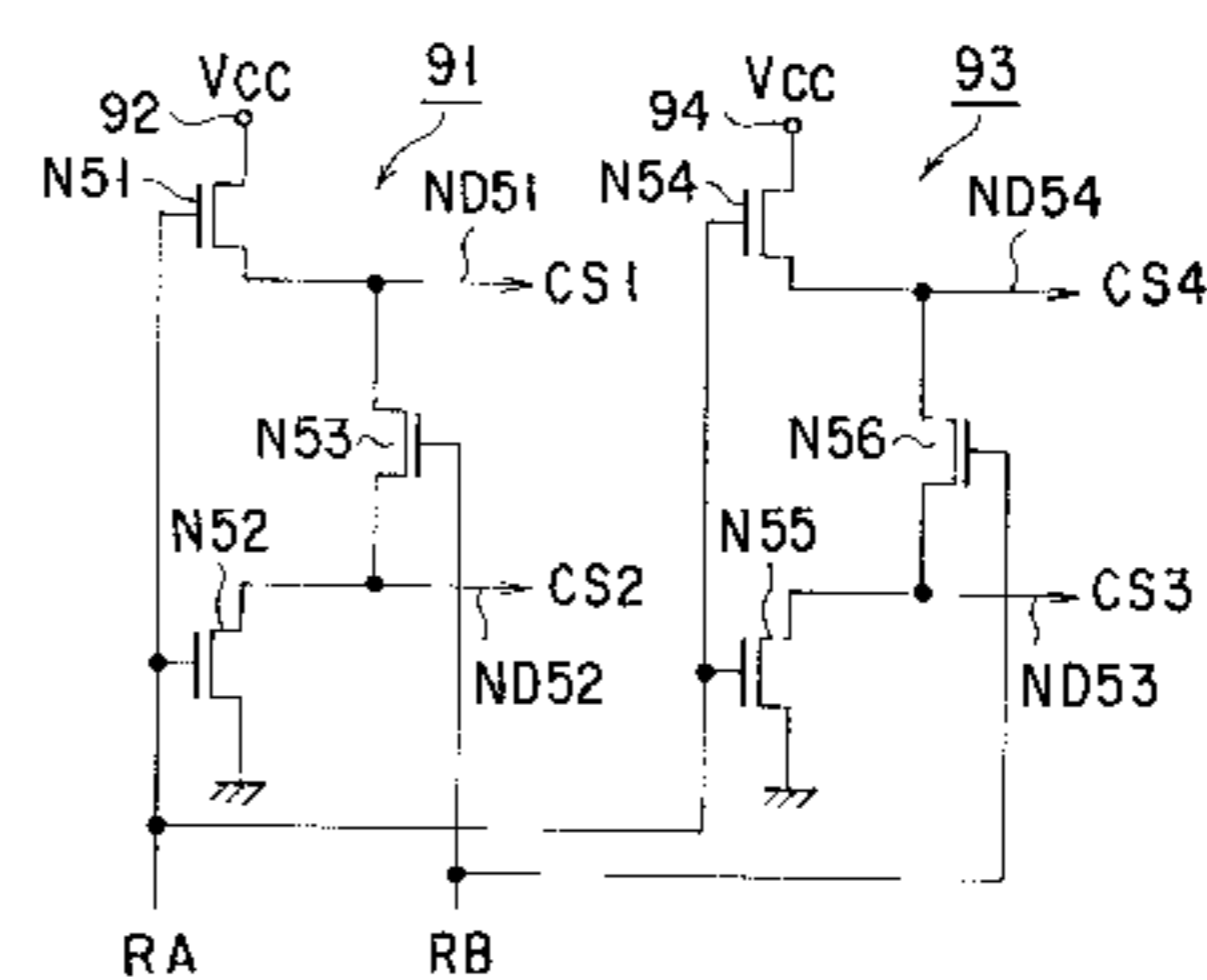 VCC
91
VCC
93
92
94
N51
ND51
N54
ND54
CS1
CS4
N53
N56
N52
N55
CS2
CS3
ND52
ND53
RA
RB